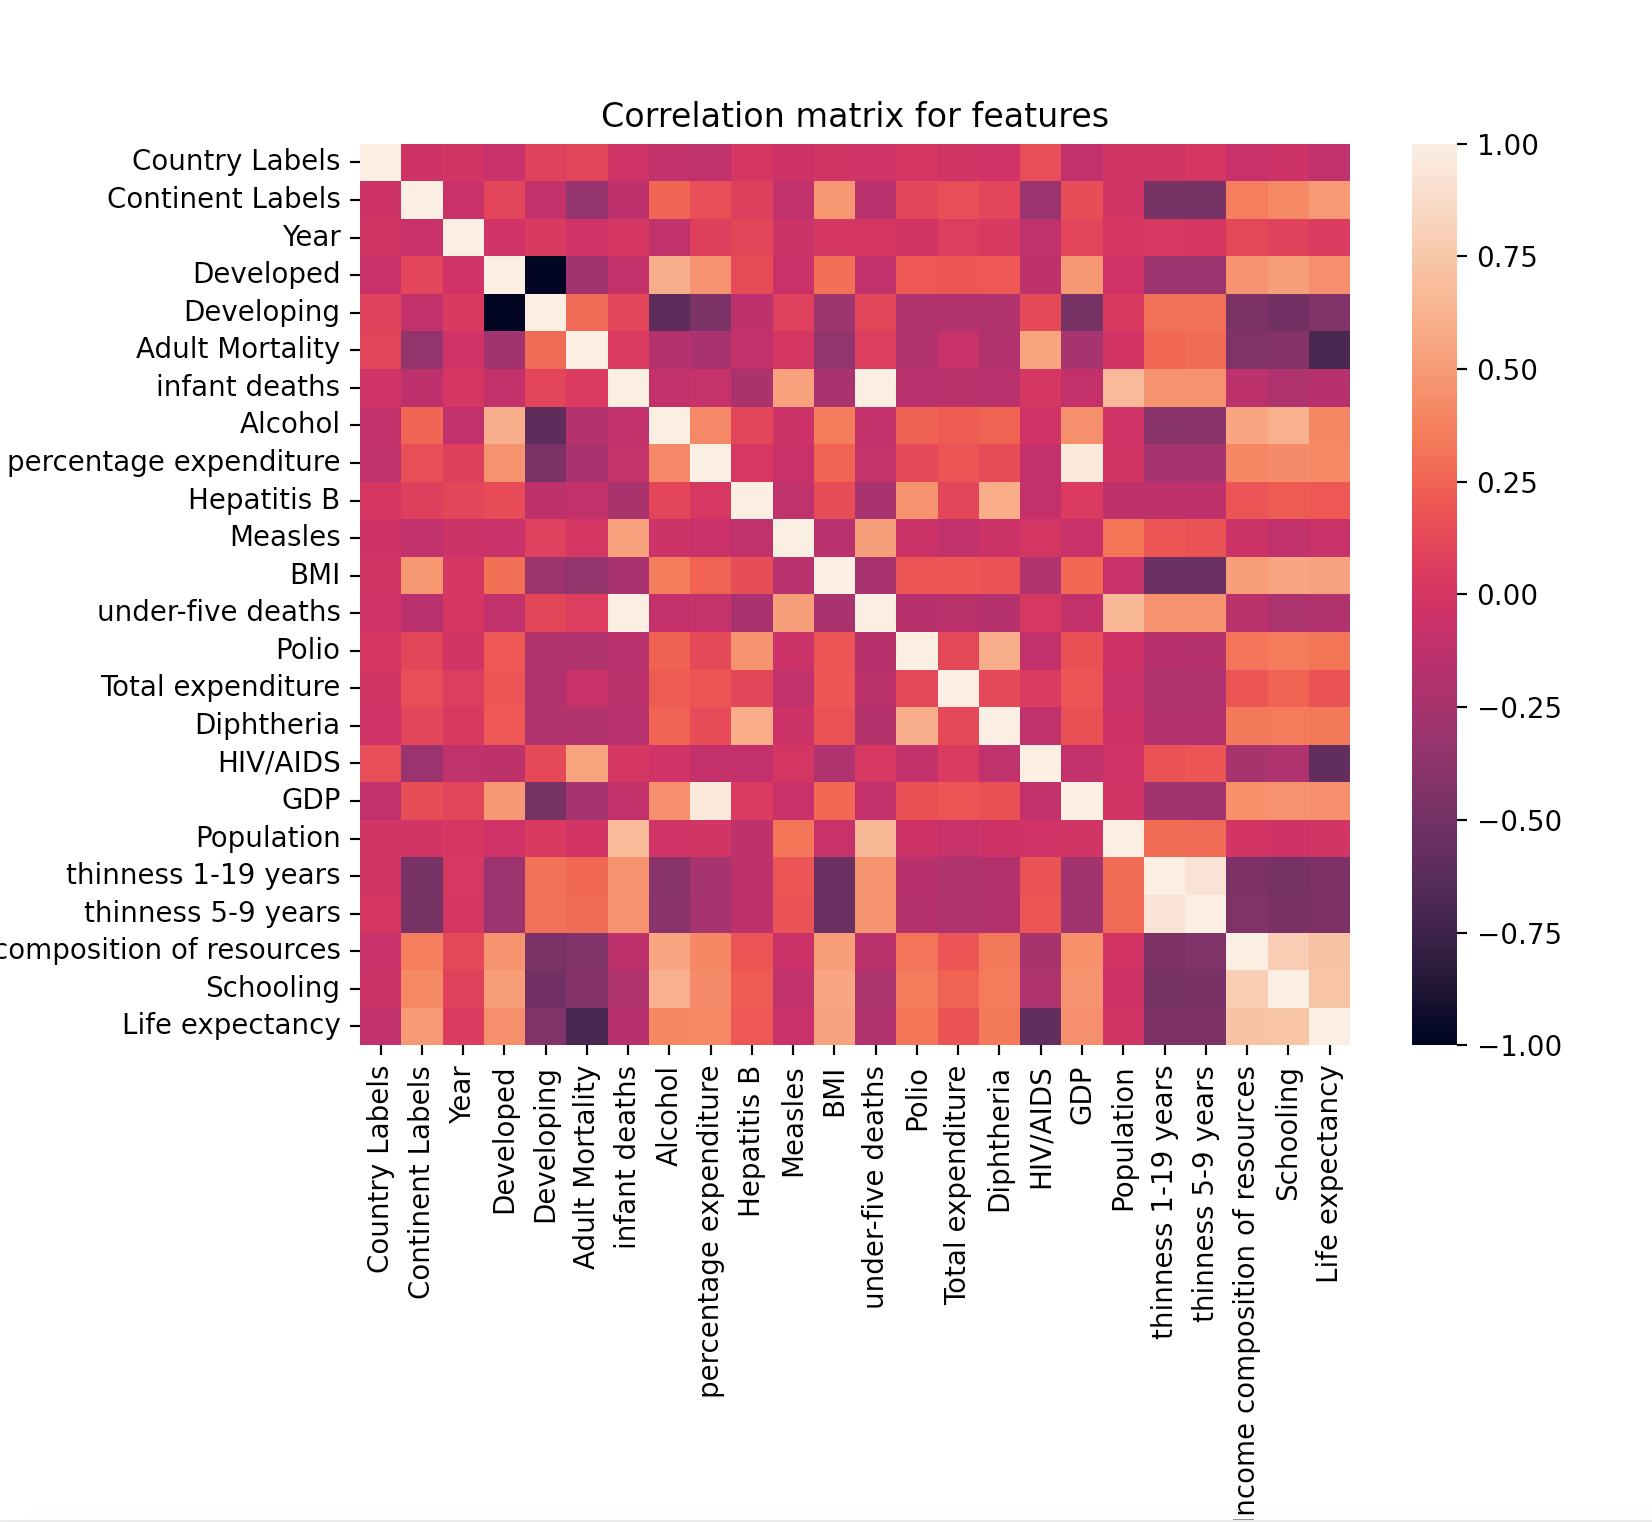 Correlation matrix for features
Country Labels
Continent Labels
Year
Developed
Developing
Adult Mortality
infant deaths
Alcohol
percentage expenditure
Hepatitis B
Measles
BMI
under-five deaths
Polio
Total expenditure
Diphtheria
HIV/AIDS
GDP
Population
thinness 1-19 years
thinness 5-9 years
composition of resources
Schooling
Life expectancy
Country Labels
Continent Labels
Year
Developed
Developing
Adult Mortality
infant deaths
Alcohol
percentage expenditure
Hepatitis B
Measles
BMI
under-five deaths
Polio
Total expenditure
Diphtheria
HIV/AIDS
GDP
Population
thinness 1-19 years
thinness 5-9 years
Income composition of resources
Schooling
Life expectancy
1.00
0.75
0.50
0.25
0.00
−0.25
−0.50
−0.75
−1.00